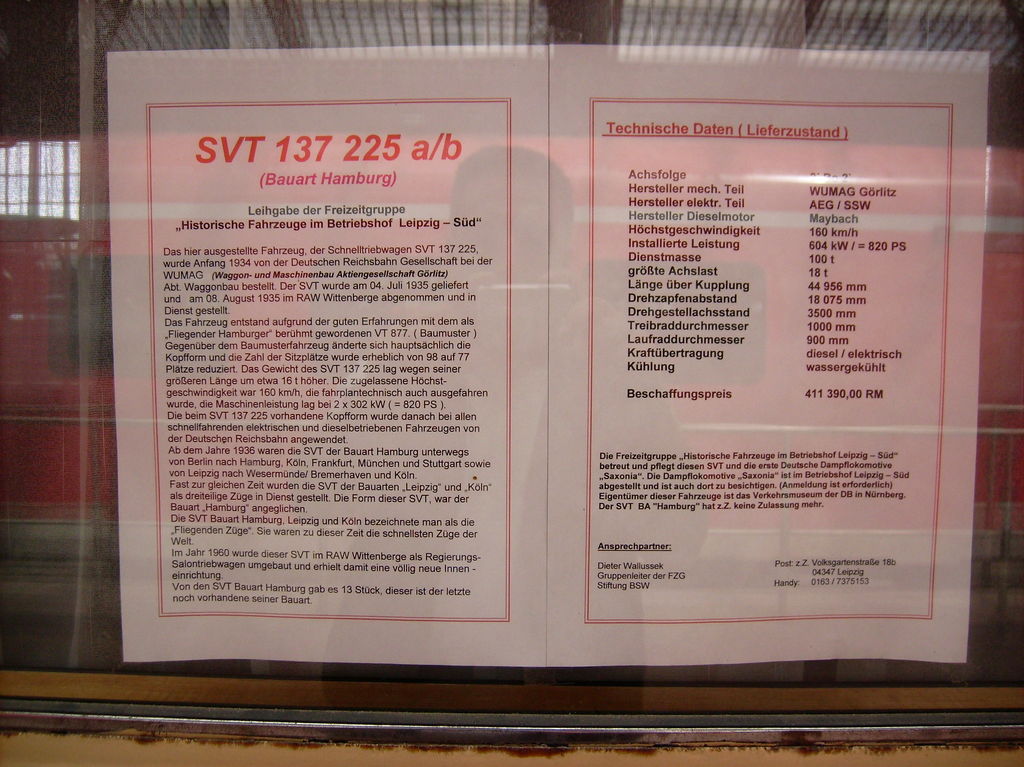 SVT 137 225 a/b
(Bauart Hamburg)
Leihgabe der Freizeitgruppe
„Historische Fahrzeuge im Betriebshof Leipzig – Süd“
Das hier ausgestellte Fahrzeug, der Schnelltriebwagen SVT 137 225,
wurde Anfang 1934 von der Deutschen Reichsbahn Gesellschaft bei der
WUMAG (Waggon- und Maschinenbau Aktiengesellschaft Görlitz)
Abt. Waggonbau bestellt. Der SVT wurde am 04. Juli 1935 geliefert
und am 08. August 1935 im RAW Wittenberge abgenommen und in
Dienst gestellt.
Das Fahrzeug entstand aufgrund der guten Erfahrungen mit dem als
„Fliegender Hamburger“ berühmt gewordenen VT 877. ( Baumuster )
Gegenüber dem Baumusterfahrzeug änderte sich hauptsächlich die
Kopfform und die Zahl der Sitzplätze wurde erheblich von 98 auf 77
Plätze reduziert. Das Gewicht des SVT 137 225 lag wegen seiner
größeren Länge um etwa 16 t höher. Die zugelassene Höchst-
geschwindigkeit war 160 km/h, die fahrplantechnisch auch ausgefahren
wurde, die Maschinenleistung lag bei 2 x 302 kW ( = 820 PS ).
Die beim SVT 137 225 vorhandene Kopfform wurde danach bei allen
schnellfahrenden elektrischen und dieselbetriebenen Fahrzeugen von
der Deutschen Reichsbahn angewendet.
Ab dem Jahre 1936 waren die SVT der Bauart Hamburg unterwegs
von Berlin nach Hamburg, Köln, Frankfurt, München und Stuttgart sowie
von Leipzig nach Wesermünde/ Bremerhaven und Köln.
Fast zur gleichen Zeit wurden die SVT der Bauarten „Leipzig“ und „Köln“
als dreiteilige Züge in Dienst gestellt. Die Form dieser SVT, war der
Bauart „Hamburg“ angeglichen.
Die SVT Bauart Hamburg, Leipzig und Köln bezeichnete man als die
„Fliegenden Züge“. Sie waren zu dieser Zeit die schnellsten Züge der
Welt.
Im Jahr 1960 wurde dieser SVT im RAW Wittenberge als Regierungs-
Salontriebwagen umgebaut und erhielt damit eine völlig neue Innen -
einrichtung.
Von den SVT Bauart Hamburg gab es 13 Stück, dieser ist der letzte
noch vorhandene seiner Bauart.
Technische Daten ( Lieferzustand )
Achsfolge
Hersteller mech. Teil WUMAG Görlitz
Hersteller elektr. Teil AEG / SSW
Hersteller Dieselmotor Maybach
Höchstgeschwindigkeit 160 km/h
Installierte Leistung 604 kW / = 820 PS
Dienstmasse 100 t
größte Achslast 18 t
Länge über Kupplung 44 956 mm
Drehzapfenabstand 18 075 mm
Drehgestellachsstand 3500 mm
Treibraddurchmesser 1000 mm
Laufraddurchmesser 900 mm
Kraftübertragung diesel / elektrisch
Kühlung wassergekühlt
Beschaffungspreis 411 390,00 RM
Die Freizeitgruppe „Historische Fahrzeuge im Betriebshof Leipzig – Süd“
betreut und pflegt diesen SVT und die erste Deutsche Dampflokomotive
„Saxonia“. Die Dampflokomotive „Saxonia“ ist im Betriebshof Leipzig – Süd
abgestellt und ist auch dort zu besichtigen. (Anmeldung ist erforderlich)
Eigentümer dieser Fahrzeuge ist das Verkehrsmuseum der DB in Nürnberg.
Der SVT BA "Hamburg" hat z.Z. keine Zulassung mehr.
Ansprechpartner:
Dieter Wallussek Post: z.Z. Volksgartenstraße 18b
Gruppenleiter der FZG 04347 Leipzig
Stiftung BSW Handy: 0163 / 7375153